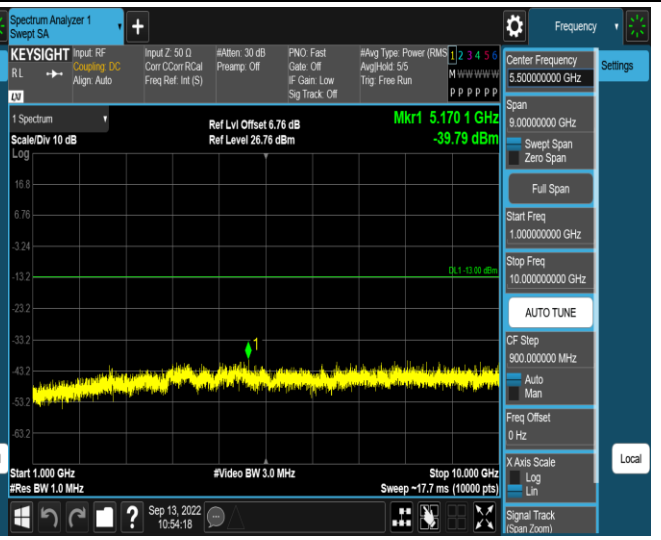 Spectrum Analyzer 1
Swept SA
Frequency
KEYSIGHT
RL
LXI
Input: RF
Coupling: DC
Align: Auto
Input Z: 50 Ω
Corr CCorr RCal
Freq Ref: Int (S)
#Atten: 30 dB
Preamp: Off
PNO: Fast
Gate: Off
IF Gain: Low
Sig Track: Off
#Avg Type: Power (RMS
Avg|Hold: 5/5
Trig: Free Run
1 2 3 4 5 6
M W W W W W
P P P P P P
Center Frequency
5.500000000 GHz
Settings
Span
9.00000000 GHz
Swept Span
Zero Span
Full Span
Start Freq
1.000000000 GHz
Stop Freq
10.000000000 GHz
AUTO TUNE
CF Step
900.000000 MHz
Auto
Man
Freq Offset
0 Hz
X Axis Scale
Log
Lin
Signal Track
(Span Zoom)
Local
1 Spectrum
Scale/Div 10 dB
Log
Ref Lvl Offset 6.76 dB
Ref Level 26.76 dBm
Mkr1 5.170 1 GHz
-39.79 dBm
16.8
6.76
-3.24
-13.2
DL1 -13.00 dBm
-23.2
-33.2
1
-43.2
-53.2
-63.2
Start 1.000 GHz
#Video BW 3.0 MHz
Stop 10.000 GHz
#Res BW 1.0 MHz
Sweep ~17.7 ms (10000 pts)
Sep 13, 2022
10:54:18